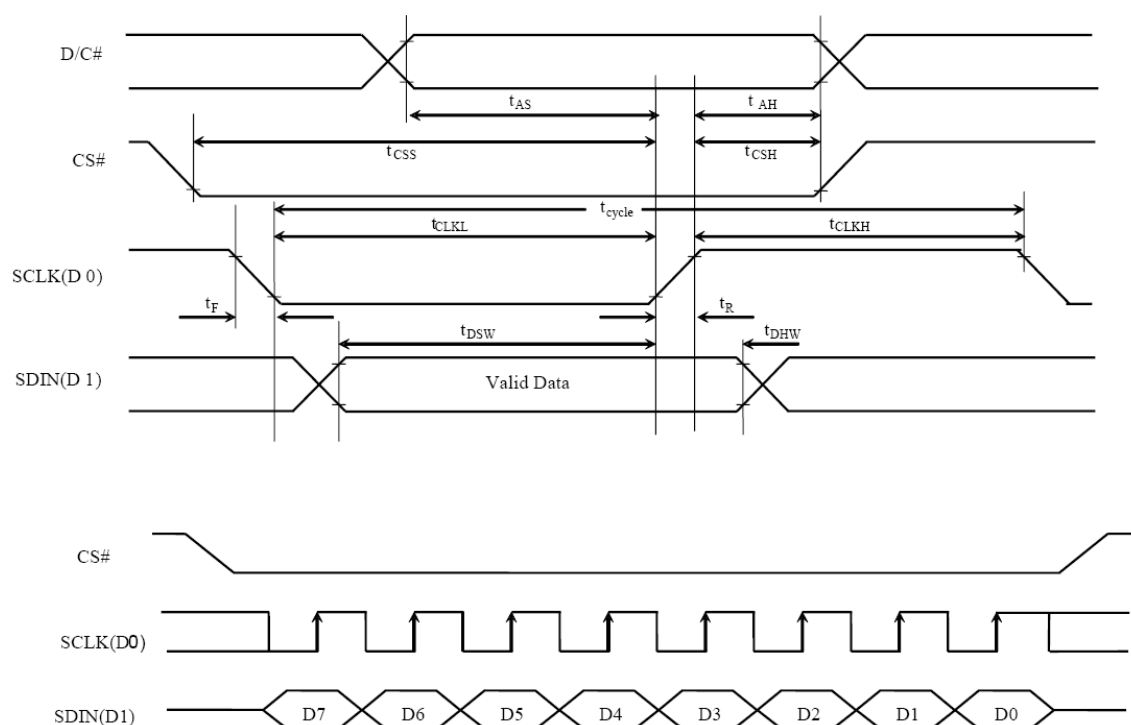 D/C#
tAS
t AH
CS#
tCSS
tCSH
tcycle
tCLKL
tCLKH
SCLK(D 0)
tF
tR
tDSW
tDHW
SDIN(D 1)
Valid Data
CS#
SCLK(D0)
SDIN(D1)
D7 D6 D5 D4 D3 D2 D1 D0